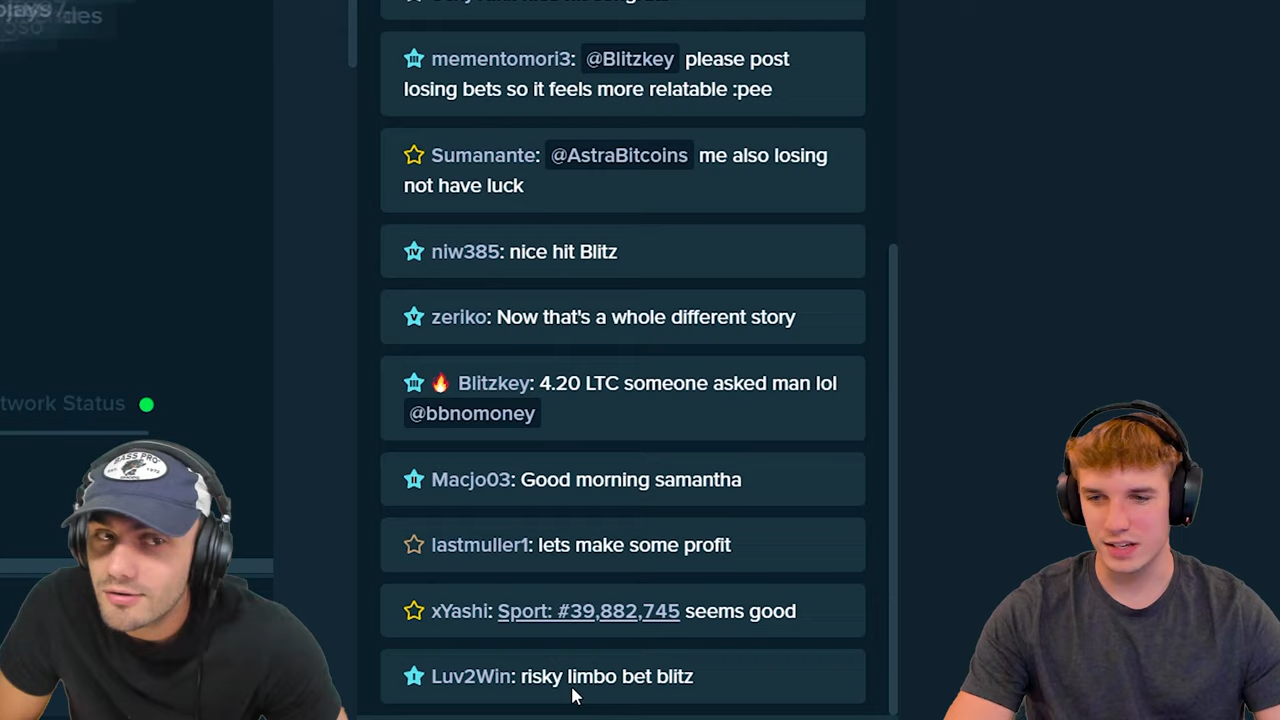 mementomori3: @Blitzkey please post
losing bets so it feels more relatable :pee
Sumanante: @AstraBitcoins me also losing
not have luck
niw385: nice hit Blitz
zeriko: Now that's a whole different story
Blitzkey: 4.20 LTC someone asked man lol
@bbnomoney
twork Status
Macjo03: Good morning samantha
lastmuller1: lets make some profit
xYashi: Sport: #39,882,745 seems good
Luv2Win: risky limbo bet blitz
BASS PRO